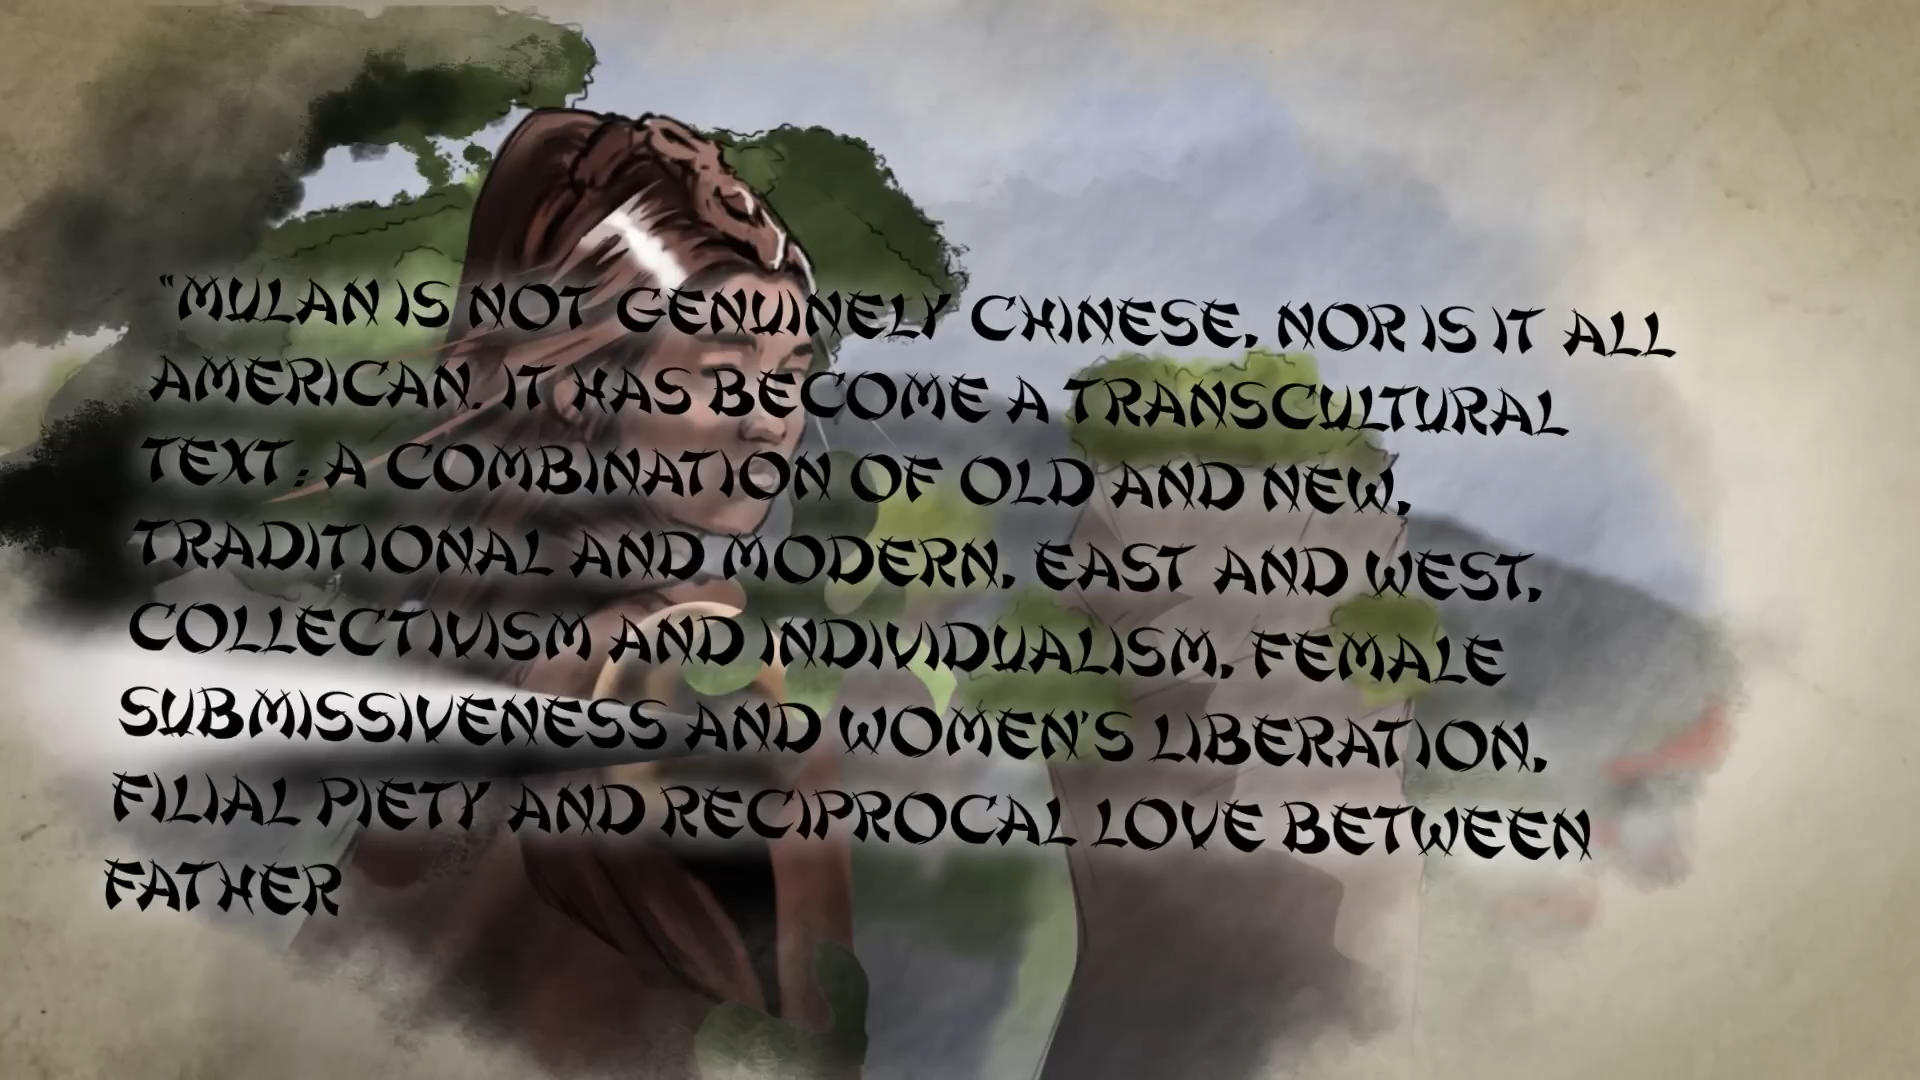 "MULAN IS NOT GENUINELY CHINESE, NOR IS IT ALL
AMERICAN. IT HAS BECOME A TRANSCULTURAL
TEXT: A COMBINATION OF OLD AND NEW,
TRADITIONAL AND MODERN, EAST AND WEST,
COLLECTIVISM AND INDIVIDUALISM, FEMALE
SUBMISSIVENESS AND WOMEN'S LIBERATION,
FILIAL PIETY AND RECIPROCAL LOVE BETWEEN
FATHER